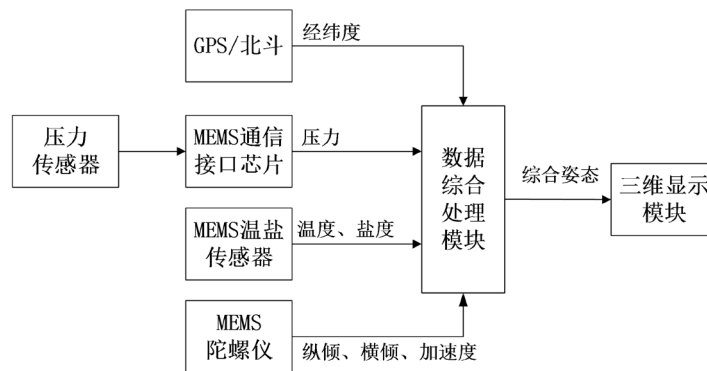 GPS/北斗
经纬度
压力
传感器
MEMS通信
接口芯片
压力
数据
综合
处理
模块
综合姿态
三维显示
模块
MEMS温盐
传感器
温度、盐度
MEMS
陀螺仪
纵倾、横倾、加速度